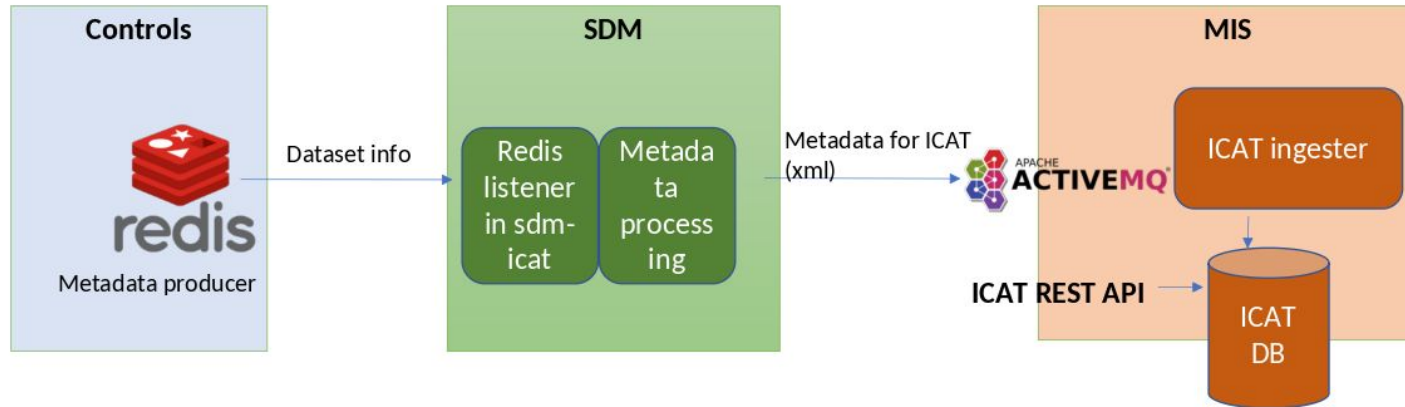 Controls
SDM
MIS
redis
Metadata producer
Dataset info
Redis
listener
in sdm-
icat
Metada
ta
process
ing
Metadata for ICAT
(xml)
APACHE
ACTIVEMQ
ICAT ingester
ICAT REST API
ICAT
DB